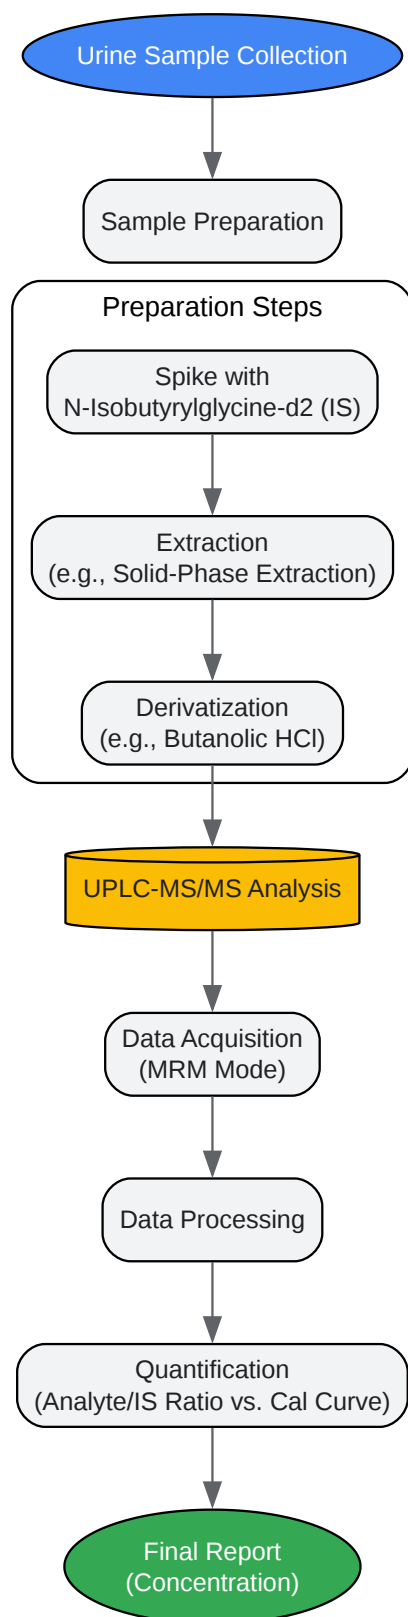 Urine Sample Collection
Sample Preparation
Preparation Steps
Spike with
N-Isobutyrylglycine-d2 (IS)
Extraction
(e.g., Solid-Phase Extraction)
Derivatization
(e.g., Butanolic HCl)
UPLC-MS/MS Analysis
Data Acquisition
(MRM Mode)
Data Processing
Quantification
(Analyte/IS Ratio vs. Cal Curve)
Final Report
(Concentration)